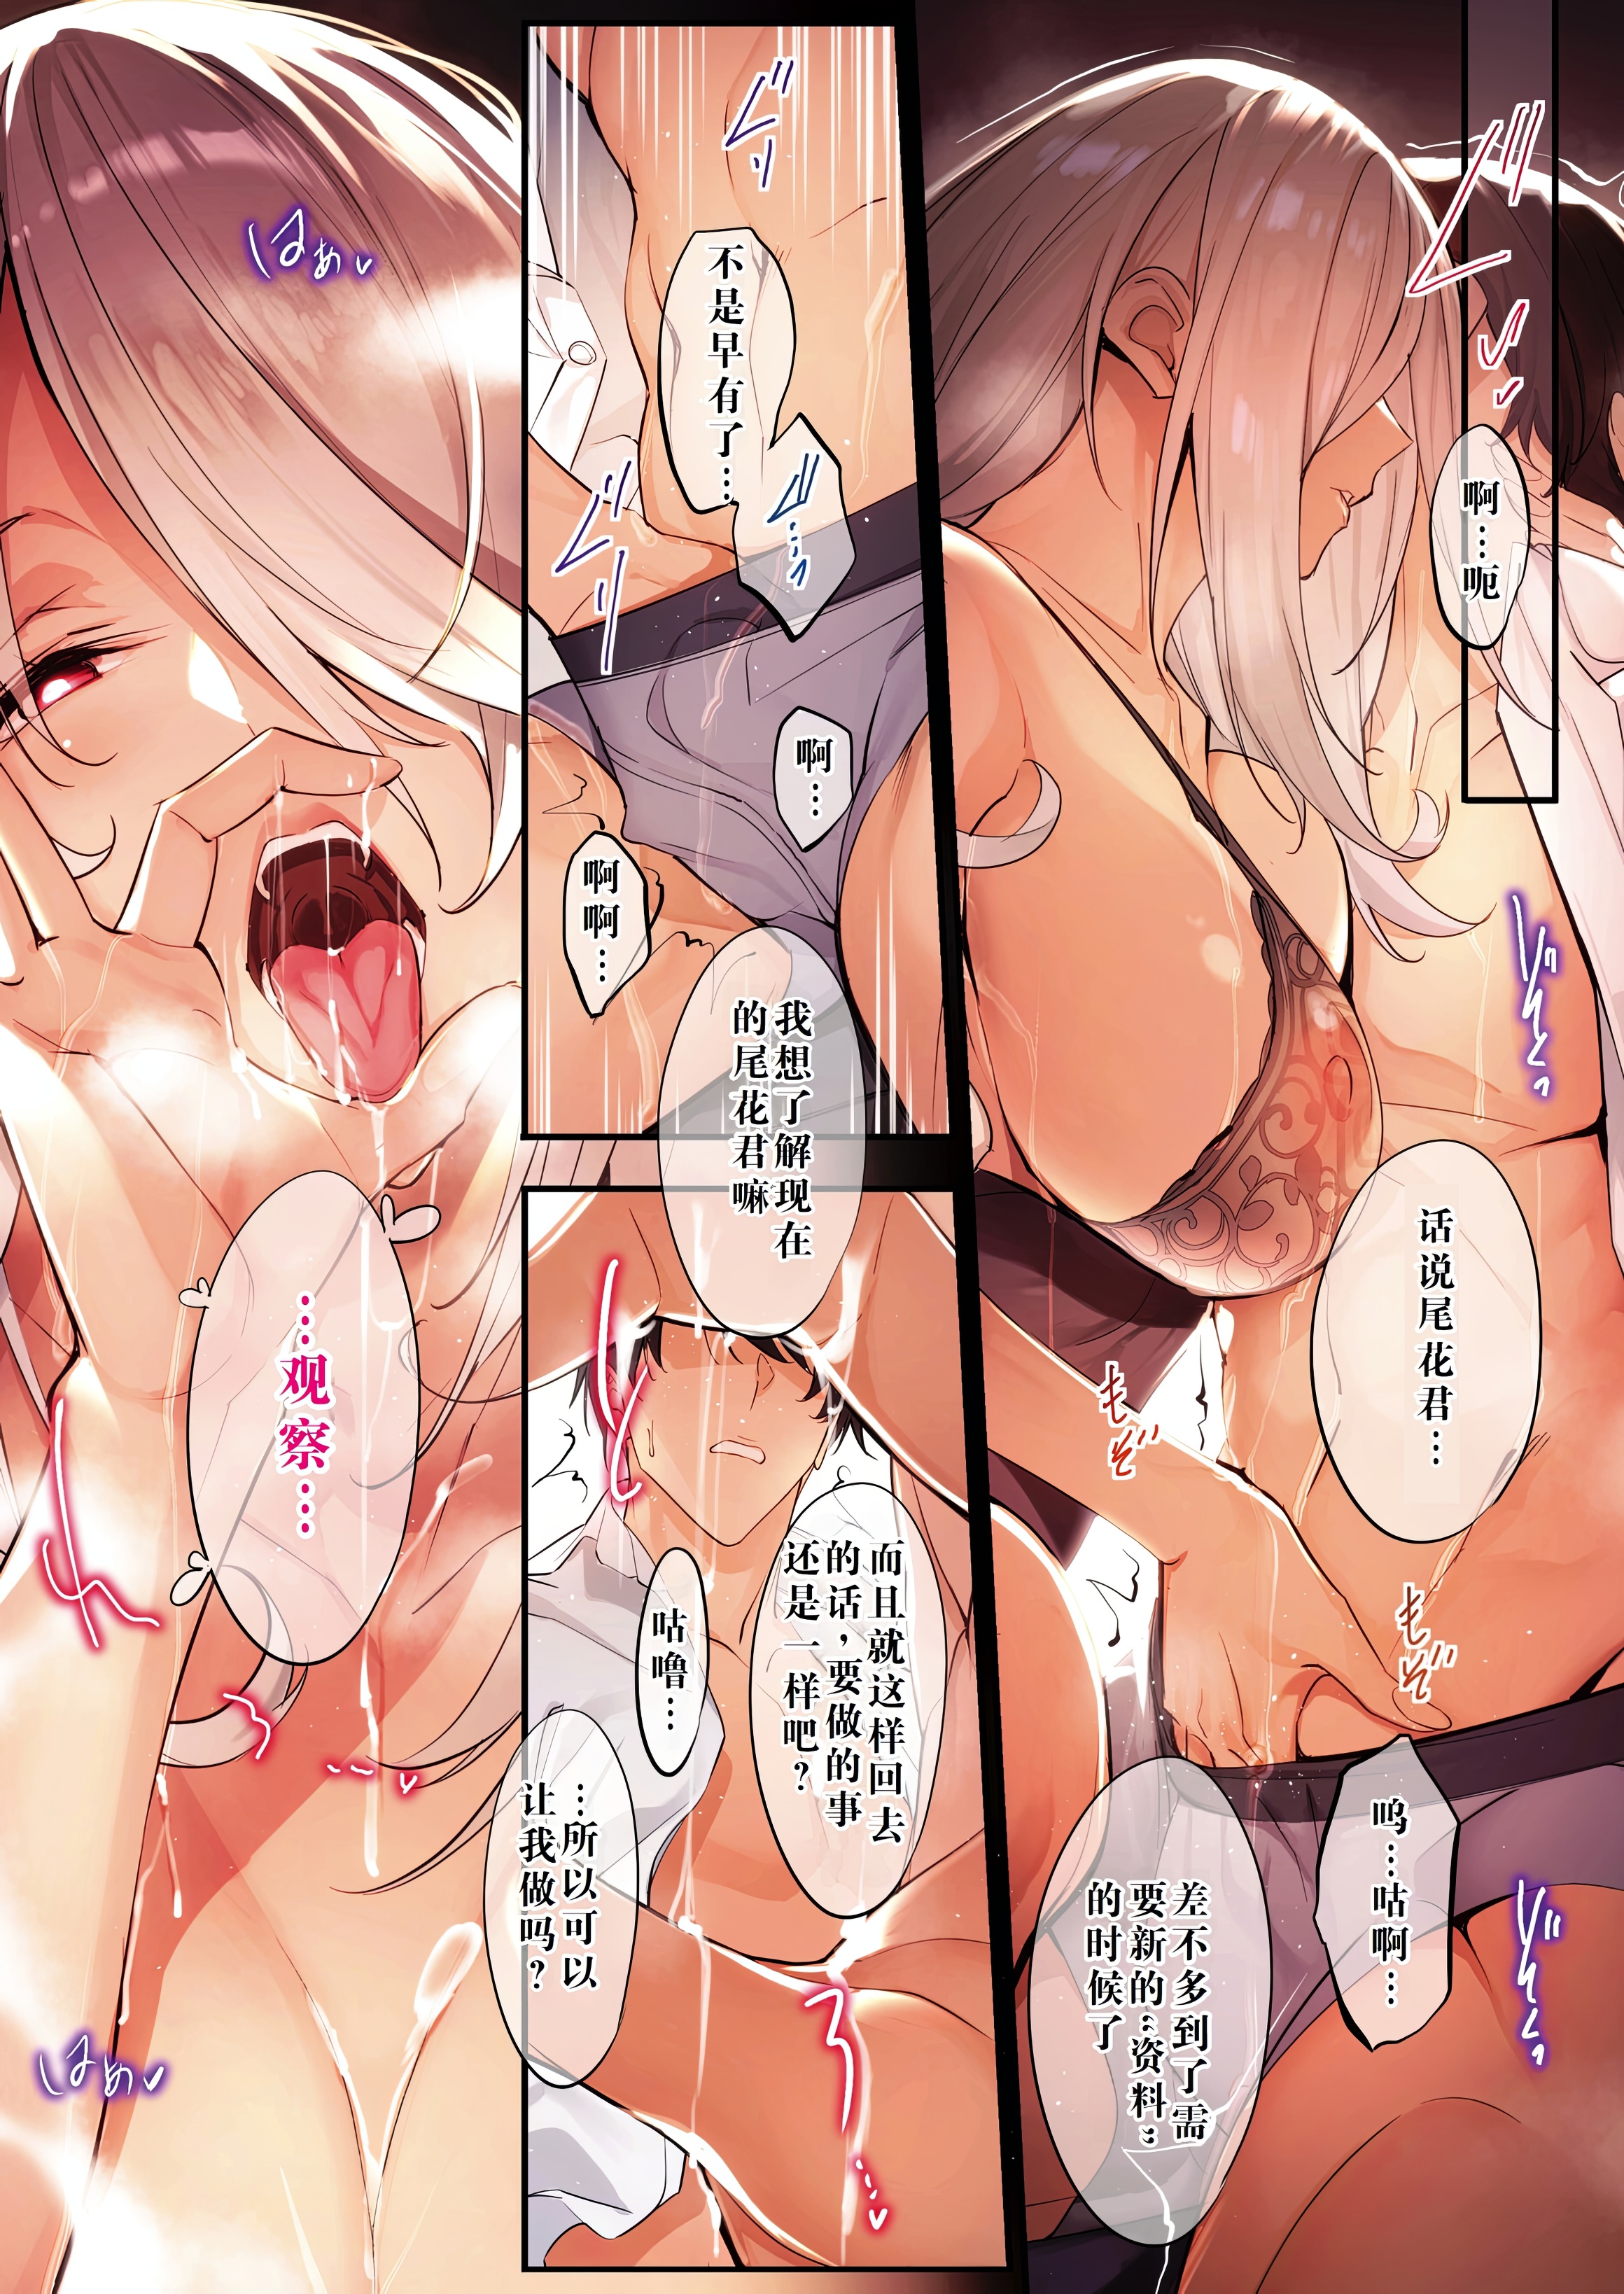 啊…呃
话说尾花君…
呜…咕啊…
差不多到了需
要新的“资料”
的时候了
不是早有了…
啊…
啊啊…
我想了解现在
的尾花君嘛
而且就这样回去
的话，要做的事
还是一样吧？
咕噜…
…所以可以
让我做吗？
…观察…
はぁ
はぁ
もぞ
もぞ